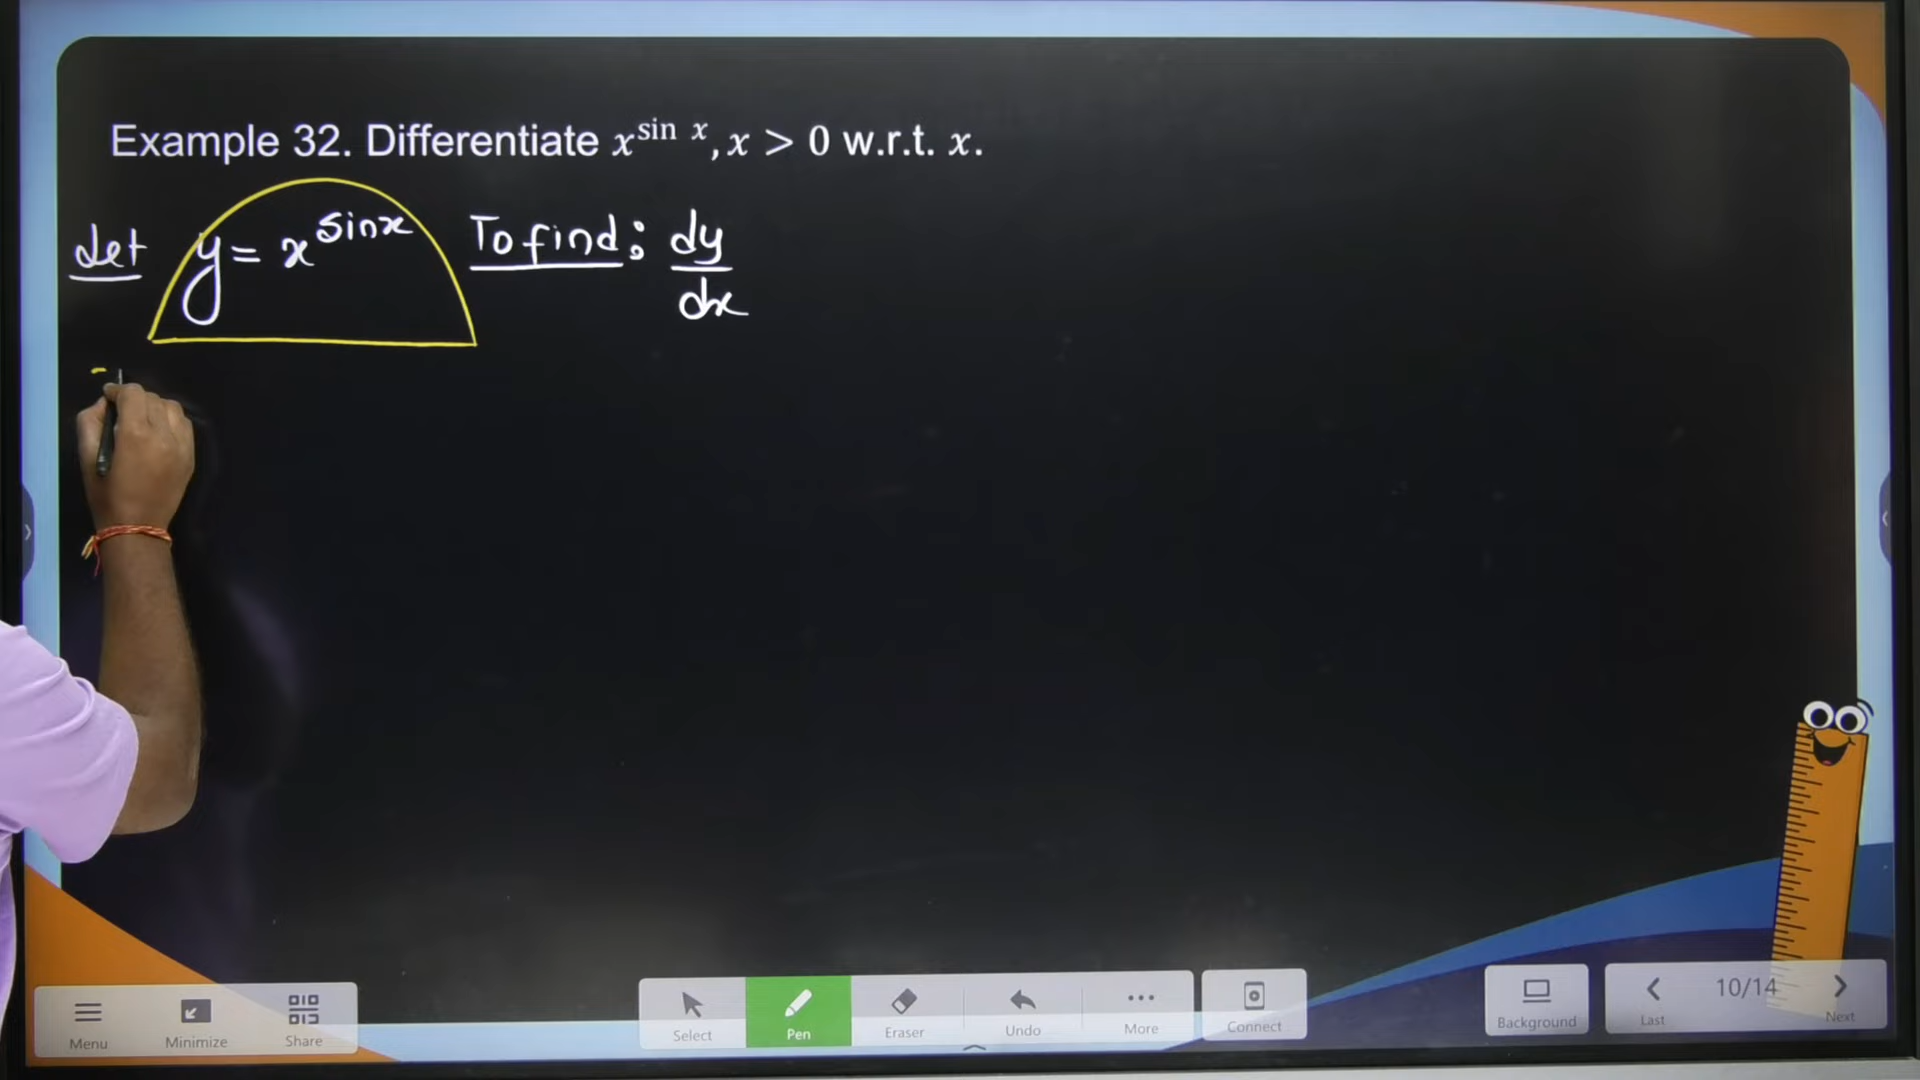 Example 32. Differentiate x^sin x, x > 0 w.r.t. x.
Let y = x^sinx To find: dy/dx
Menu Minimize Share Select Pen Eraser Undo More Connect Background Last 10/14 Next